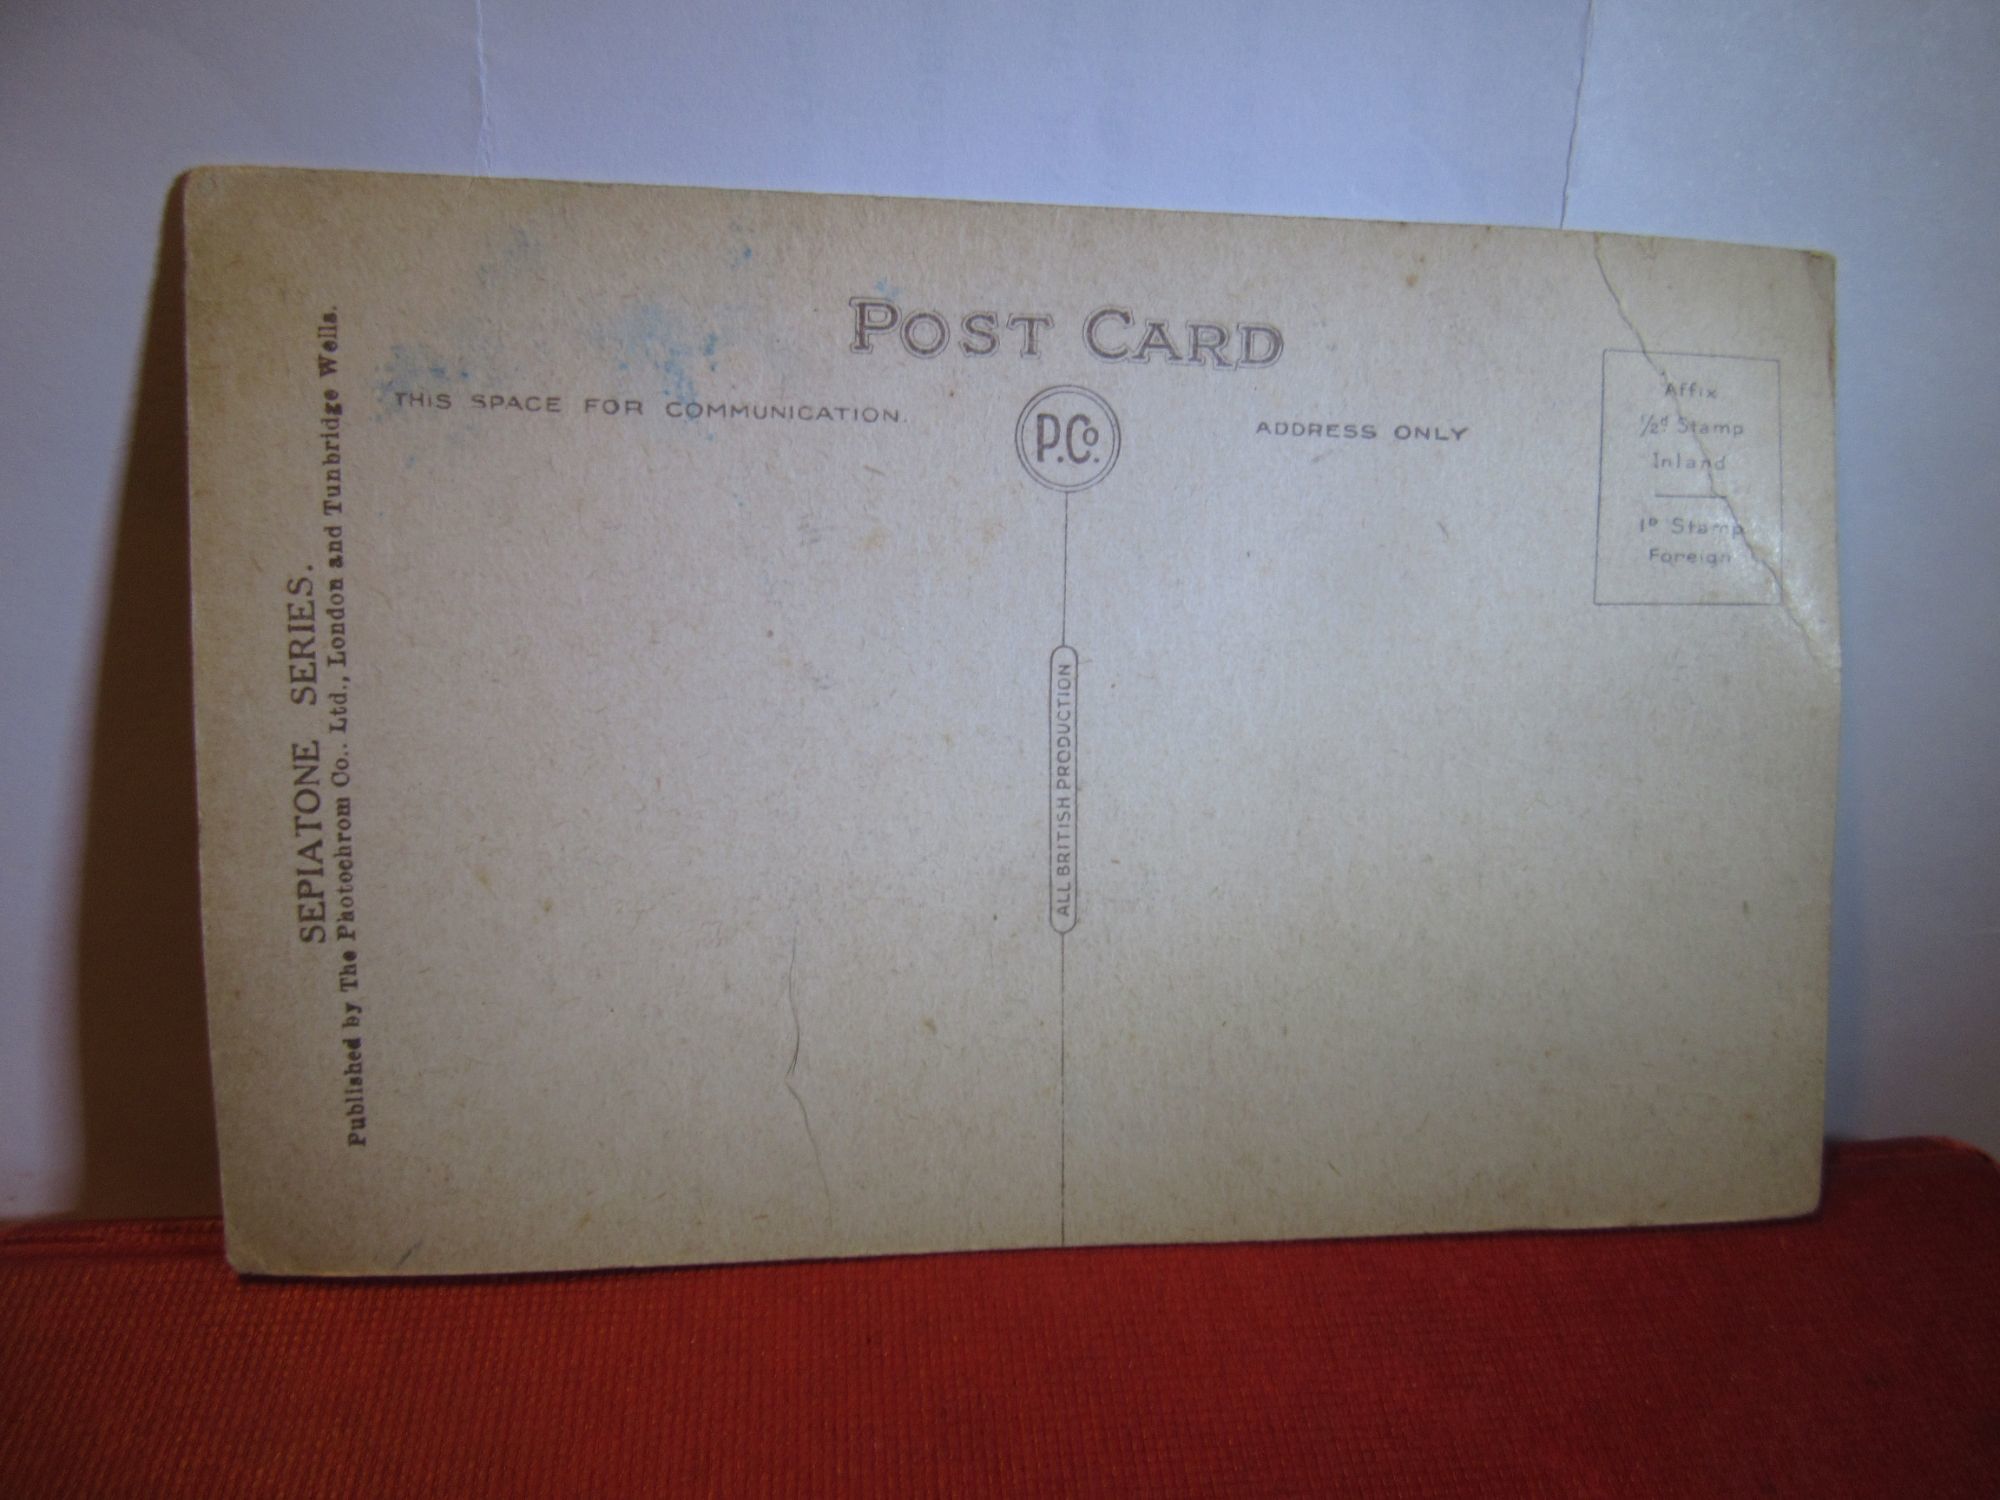 POST CARD
THIS SPACE FOR COMMUNICATION.
P.Co.
ADDRESS ONLY
Affix
½d. Stamp
Inland
1D Stamp
Foreign
ALL BRITISH PRODUCTION
SEPIATONE SERIES.
Published by The Photochrom Co., Ltd., London and Tunbridge Wells.